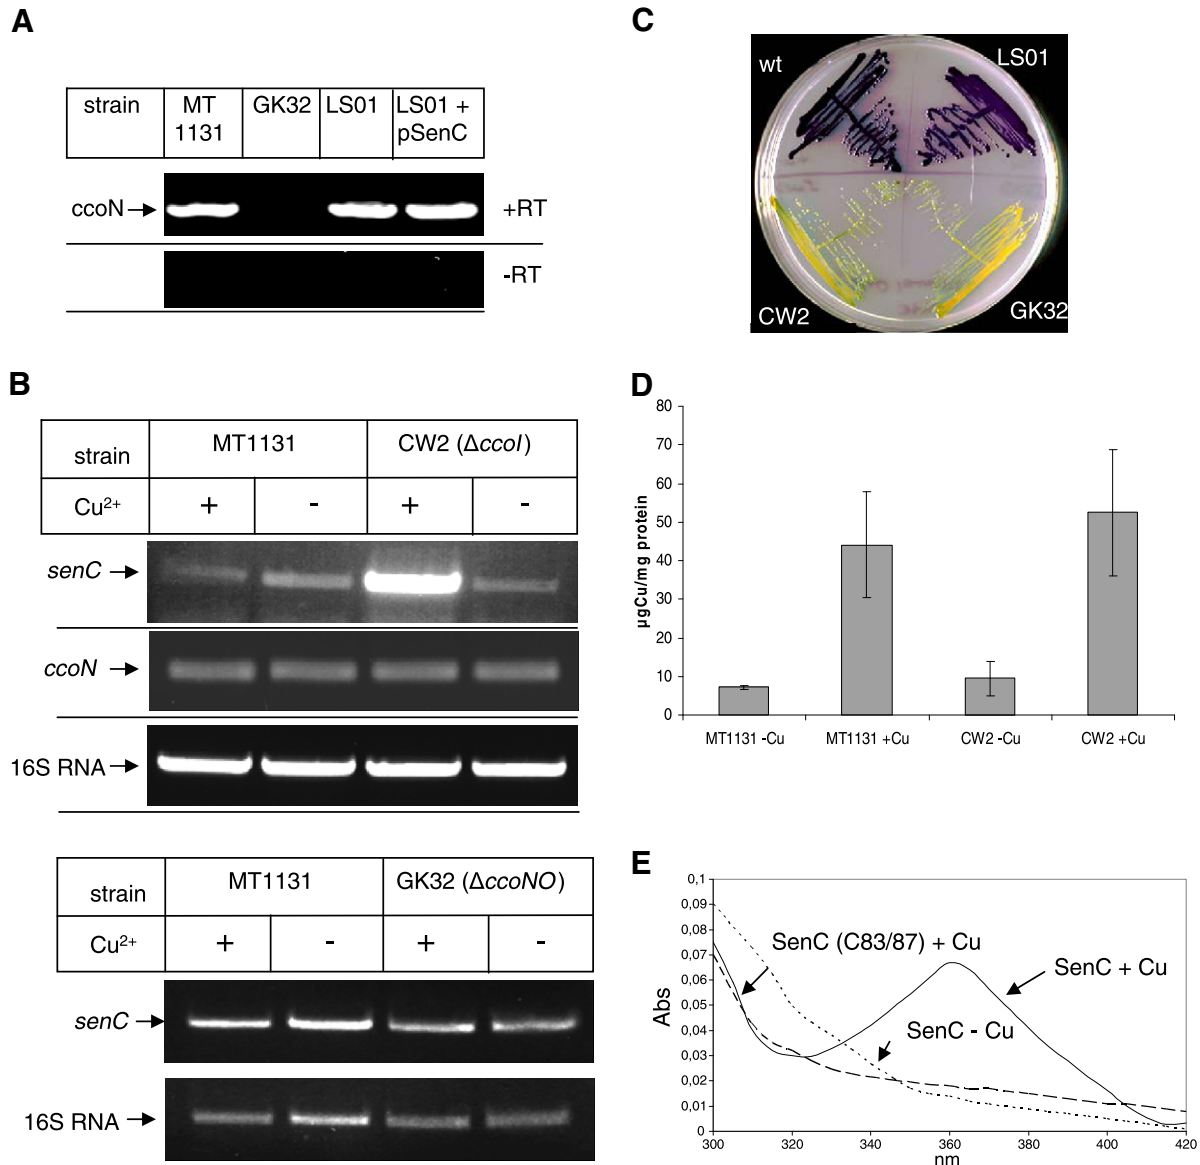 A
strain MT 1131 GK32 LS01 LS01 + pSenC
ccoN +RT
-RT
B
strain MT1131 CW2 (ΔccoI)
Cu²⁺ + - + -
senC
ccoN
16S RNA
strain MT1131 GK32 (ΔccoNO)
Cu²⁺ + - + -
senC
16S RNA
C
wt LS01
CW2 GK32
D
µgCu/mg protein
80
70
60
50
40
30
20
10
0
MT1131 -Cu MT1131 +Cu CW2 -Cu CW2 +Cu
E
Abs
0,1
0,09
0,08
0,07
0,06
0,05
0,04
0,03
0,02
0,01
0
SenC (C83/87) + Cu
SenC + Cu
SenC - Cu
300 320 340 360 380 400 420
nm